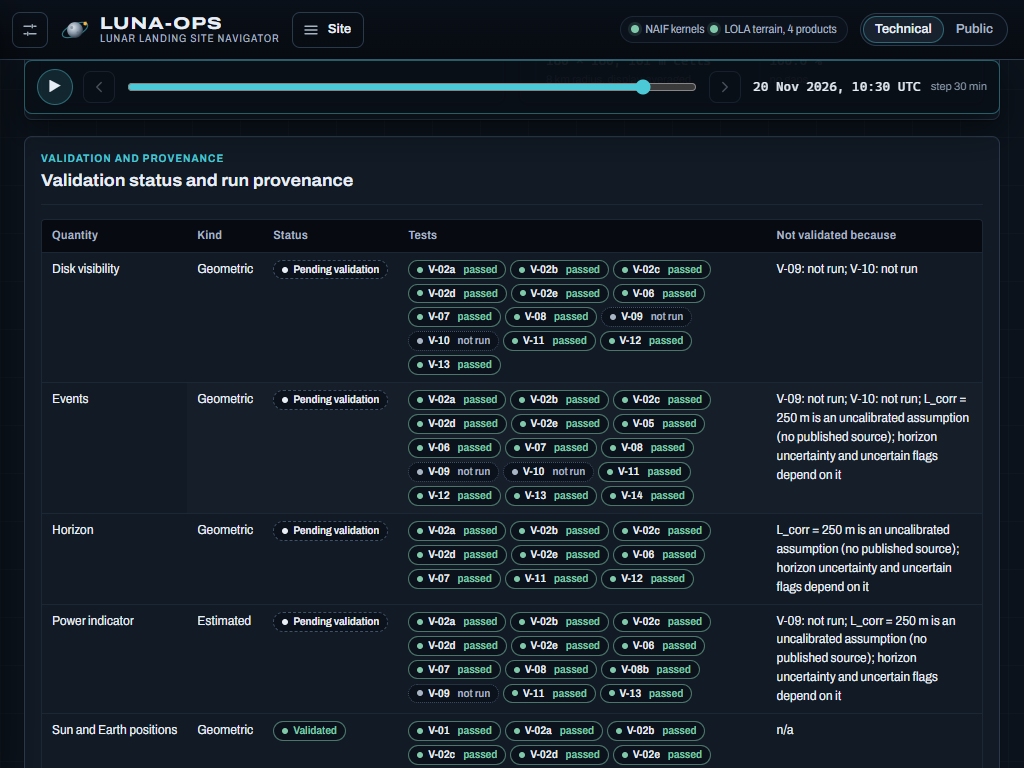 LUNA-OPS
LUNAR LANDING SITE NAVIGATOR
Site
NAIF kernels
LOLA terrain, 4 products
Technical
Public
20 Nov 2026, 10:30 UTC
step 30 min
VALIDATION AND PROVENANCE
Validation status and run provenance
Quantity Kind Status Tests Not validated because
Disk visibility Geometric Pending validation
V-02a passed V-02b passed V-02c passed
V-02d passed V-02e passed V-06 passed
V-07 passed V-08 passed V-09 not run
V-10 not run V-11 passed V-12 passed
V-13 passed
V-09: not run; V-10: not run
Events Geometric Pending validation
V-02a passed V-02b passed V-02c passed
V-02d passed V-02e passed V-05 passed
V-06 passed V-07 passed V-08 passed
V-09 not run V-10 not run V-11 passed
V-12 passed V-13 passed V-14 passed
V-09: not run; V-10: not run; L_corr =
250 m is an uncalibrated assumption
(no published source); horizon
uncertainty and uncertain flags
depend on it
Horizon Geometric Pending validation
V-02a passed V-02b passed V-02c passed
V-02d passed V-02e passed V-06 passed
V-07 passed V-11 passed V-12 passed
L_corr = 250 m is an uncalibrated
assumption (no published source);
horizon uncertainty and uncertain
flags depend on it
Power indicator Estimated Pending validation
V-02a passed V-02b passed V-02c passed
V-02d passed V-02e passed V-06 passed
V-07 passed V-08 passed V-08b passed
V-09 not run V-11 passed V-13 passed
V-09: not run; L_corr = 250 m is an
uncalibrated assumption (no
published source); horizon
uncertainty and uncertain flags
depend on it
Sun and Earth positions Geometric Validated
V-01 passed V-02a passed V-02b passed
V-02c passed V-02d passed V-02e passed
n/a